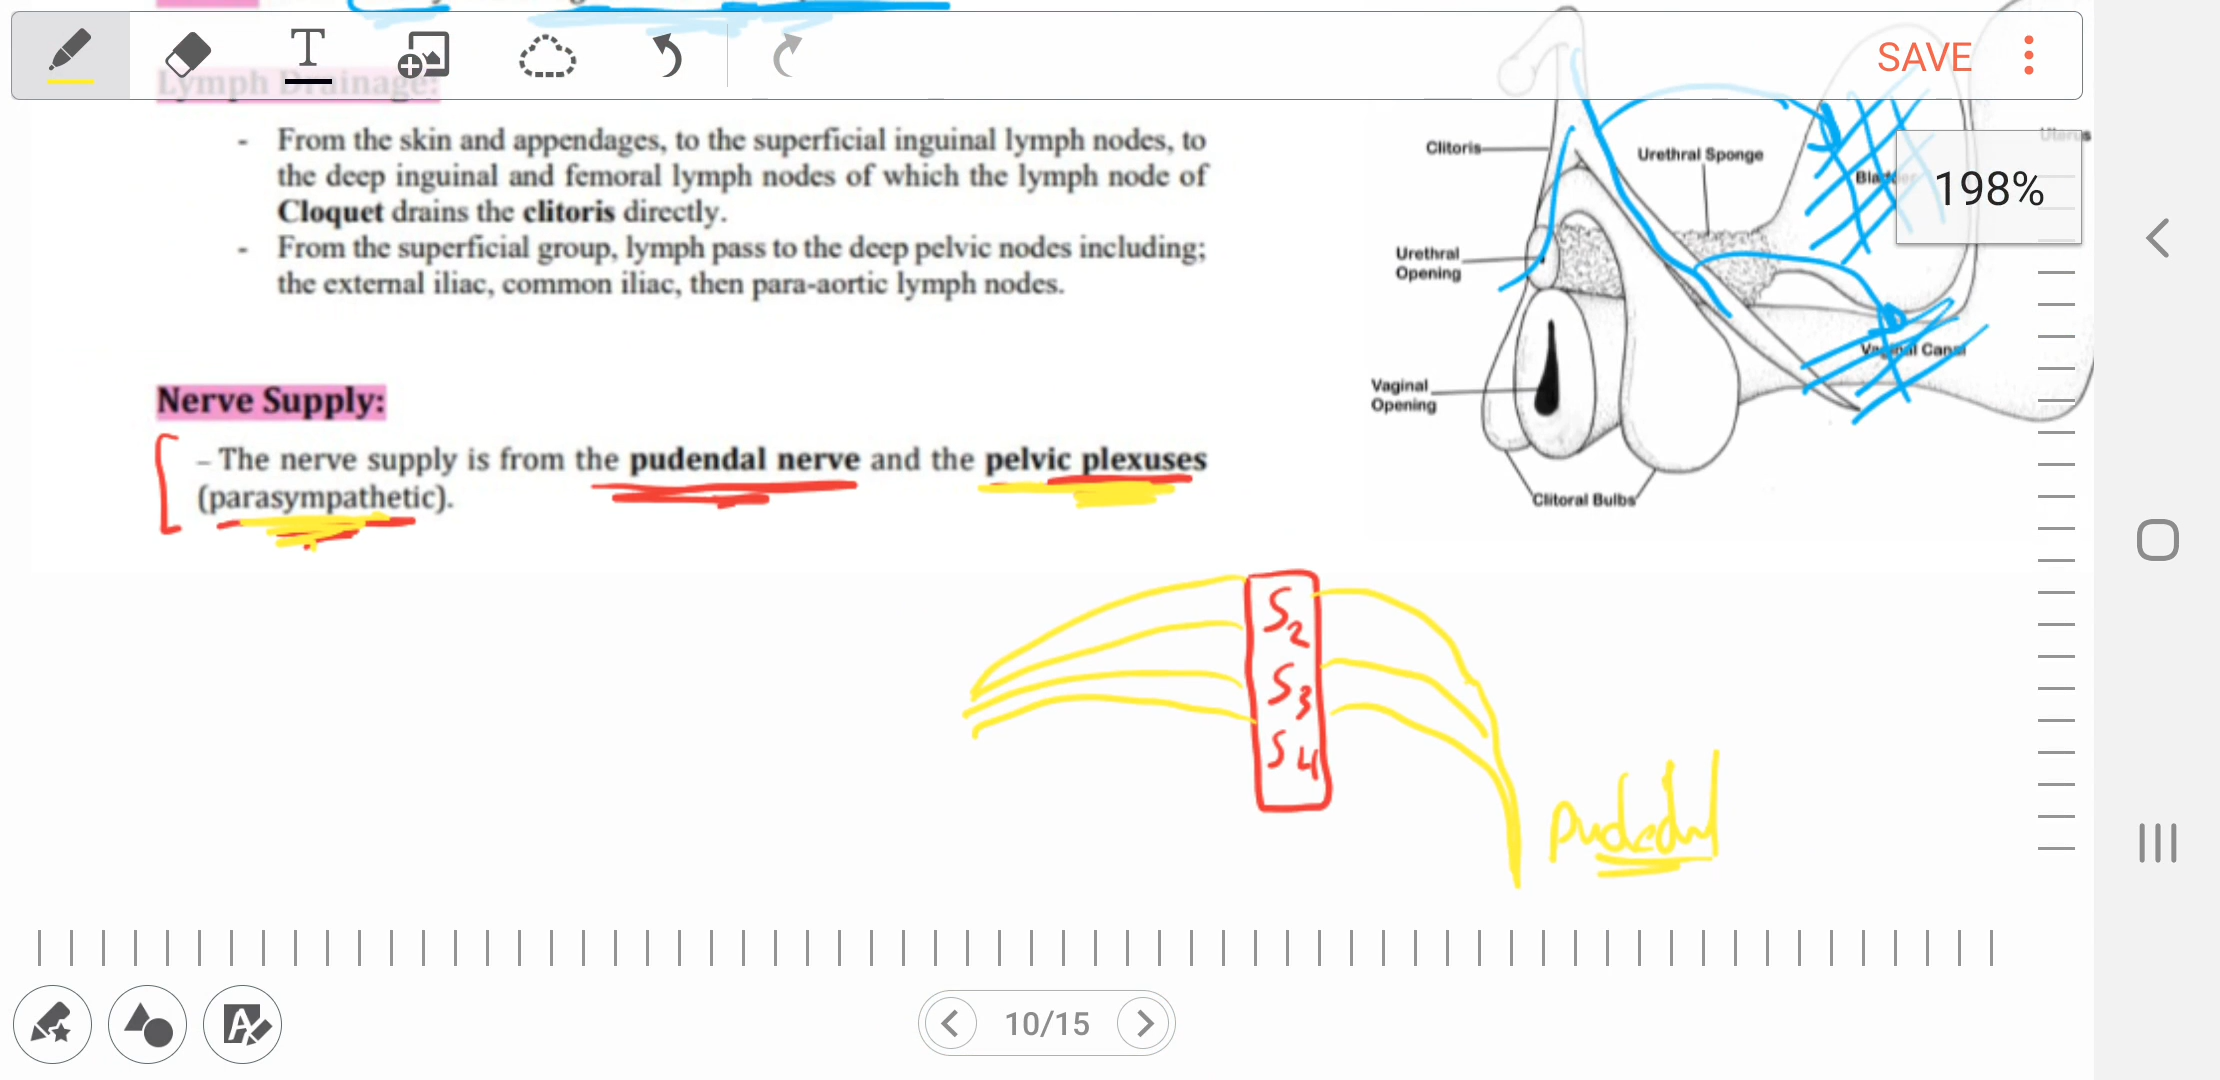 T
SAVE
Lymph Drainage:
- From the skin and appendages, to the superficial inguinal lymph nodes, to
the deep inguinal and femoral lymph nodes of which the lymph node of
Cloquet drains the clitoris directly.
- From the superficial group, lymph pass to the deep pelvic nodes including;
the external iliac, common iliac, then para-aortic lymph nodes.
Nerve Supply:
– The nerve supply is from the pudendal nerve and the pelvic plexuses
(parasympathetic).
Clitoris
Urethral Sponge
Uterus
Bladder
198%
Urethral
Opening
Vaginal Canal
Vaginal
Opening
Clitoral Bulbs
S2
S3
S4
10/15